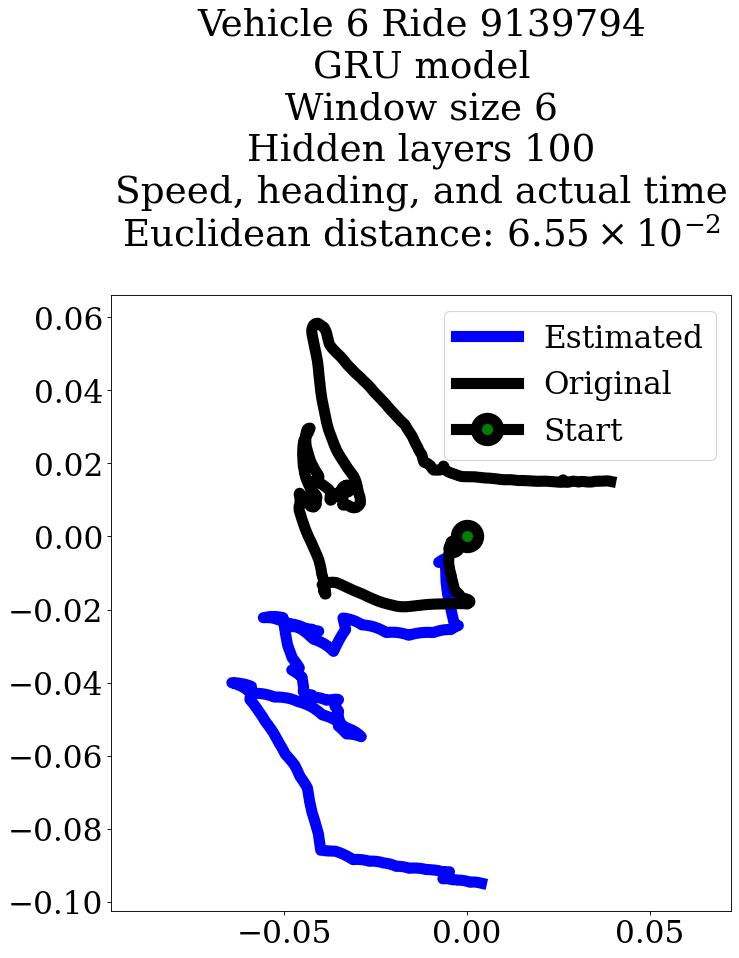 Vehicle 6 Ride 9139794
GRU model
Window size 6
Hidden layers 100
Speed, heading, and actual time
Euclidean distance: 6.55 × 10⁻²
Estimated
Original
Start
0.06
0.04
0.02
0.00
−0.02
−0.04
−0.06
−0.08
−0.10
−0.05
0.00
0.05